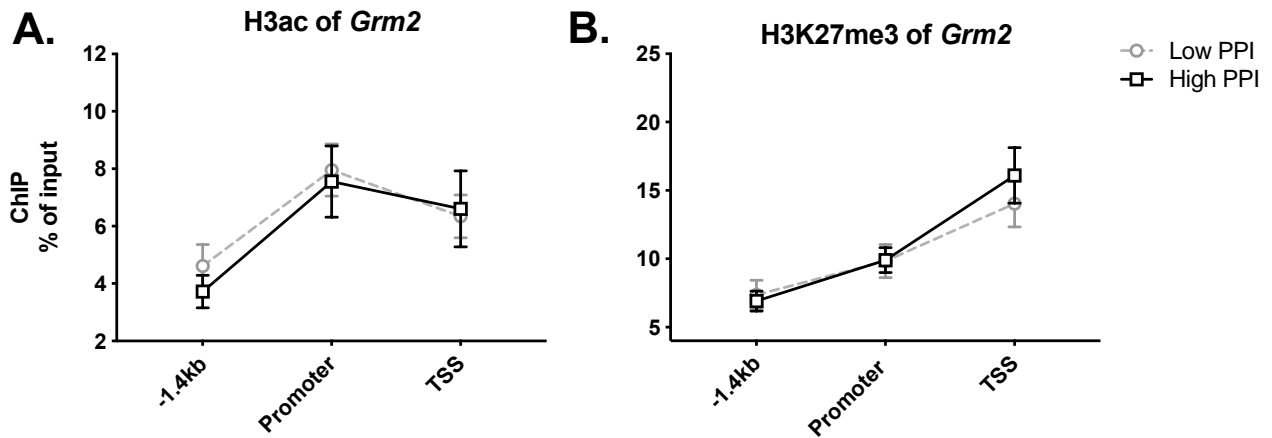 A.
H3ac of Grm2
ChIP
% of input
12
10
8
6
4
2
-1.4kb
Promoter
TSS
B.
H3K27me3 of Grm2
25
20
15
10
5
-1.4kb
Promoter
TSS
Low PPI
High PPI